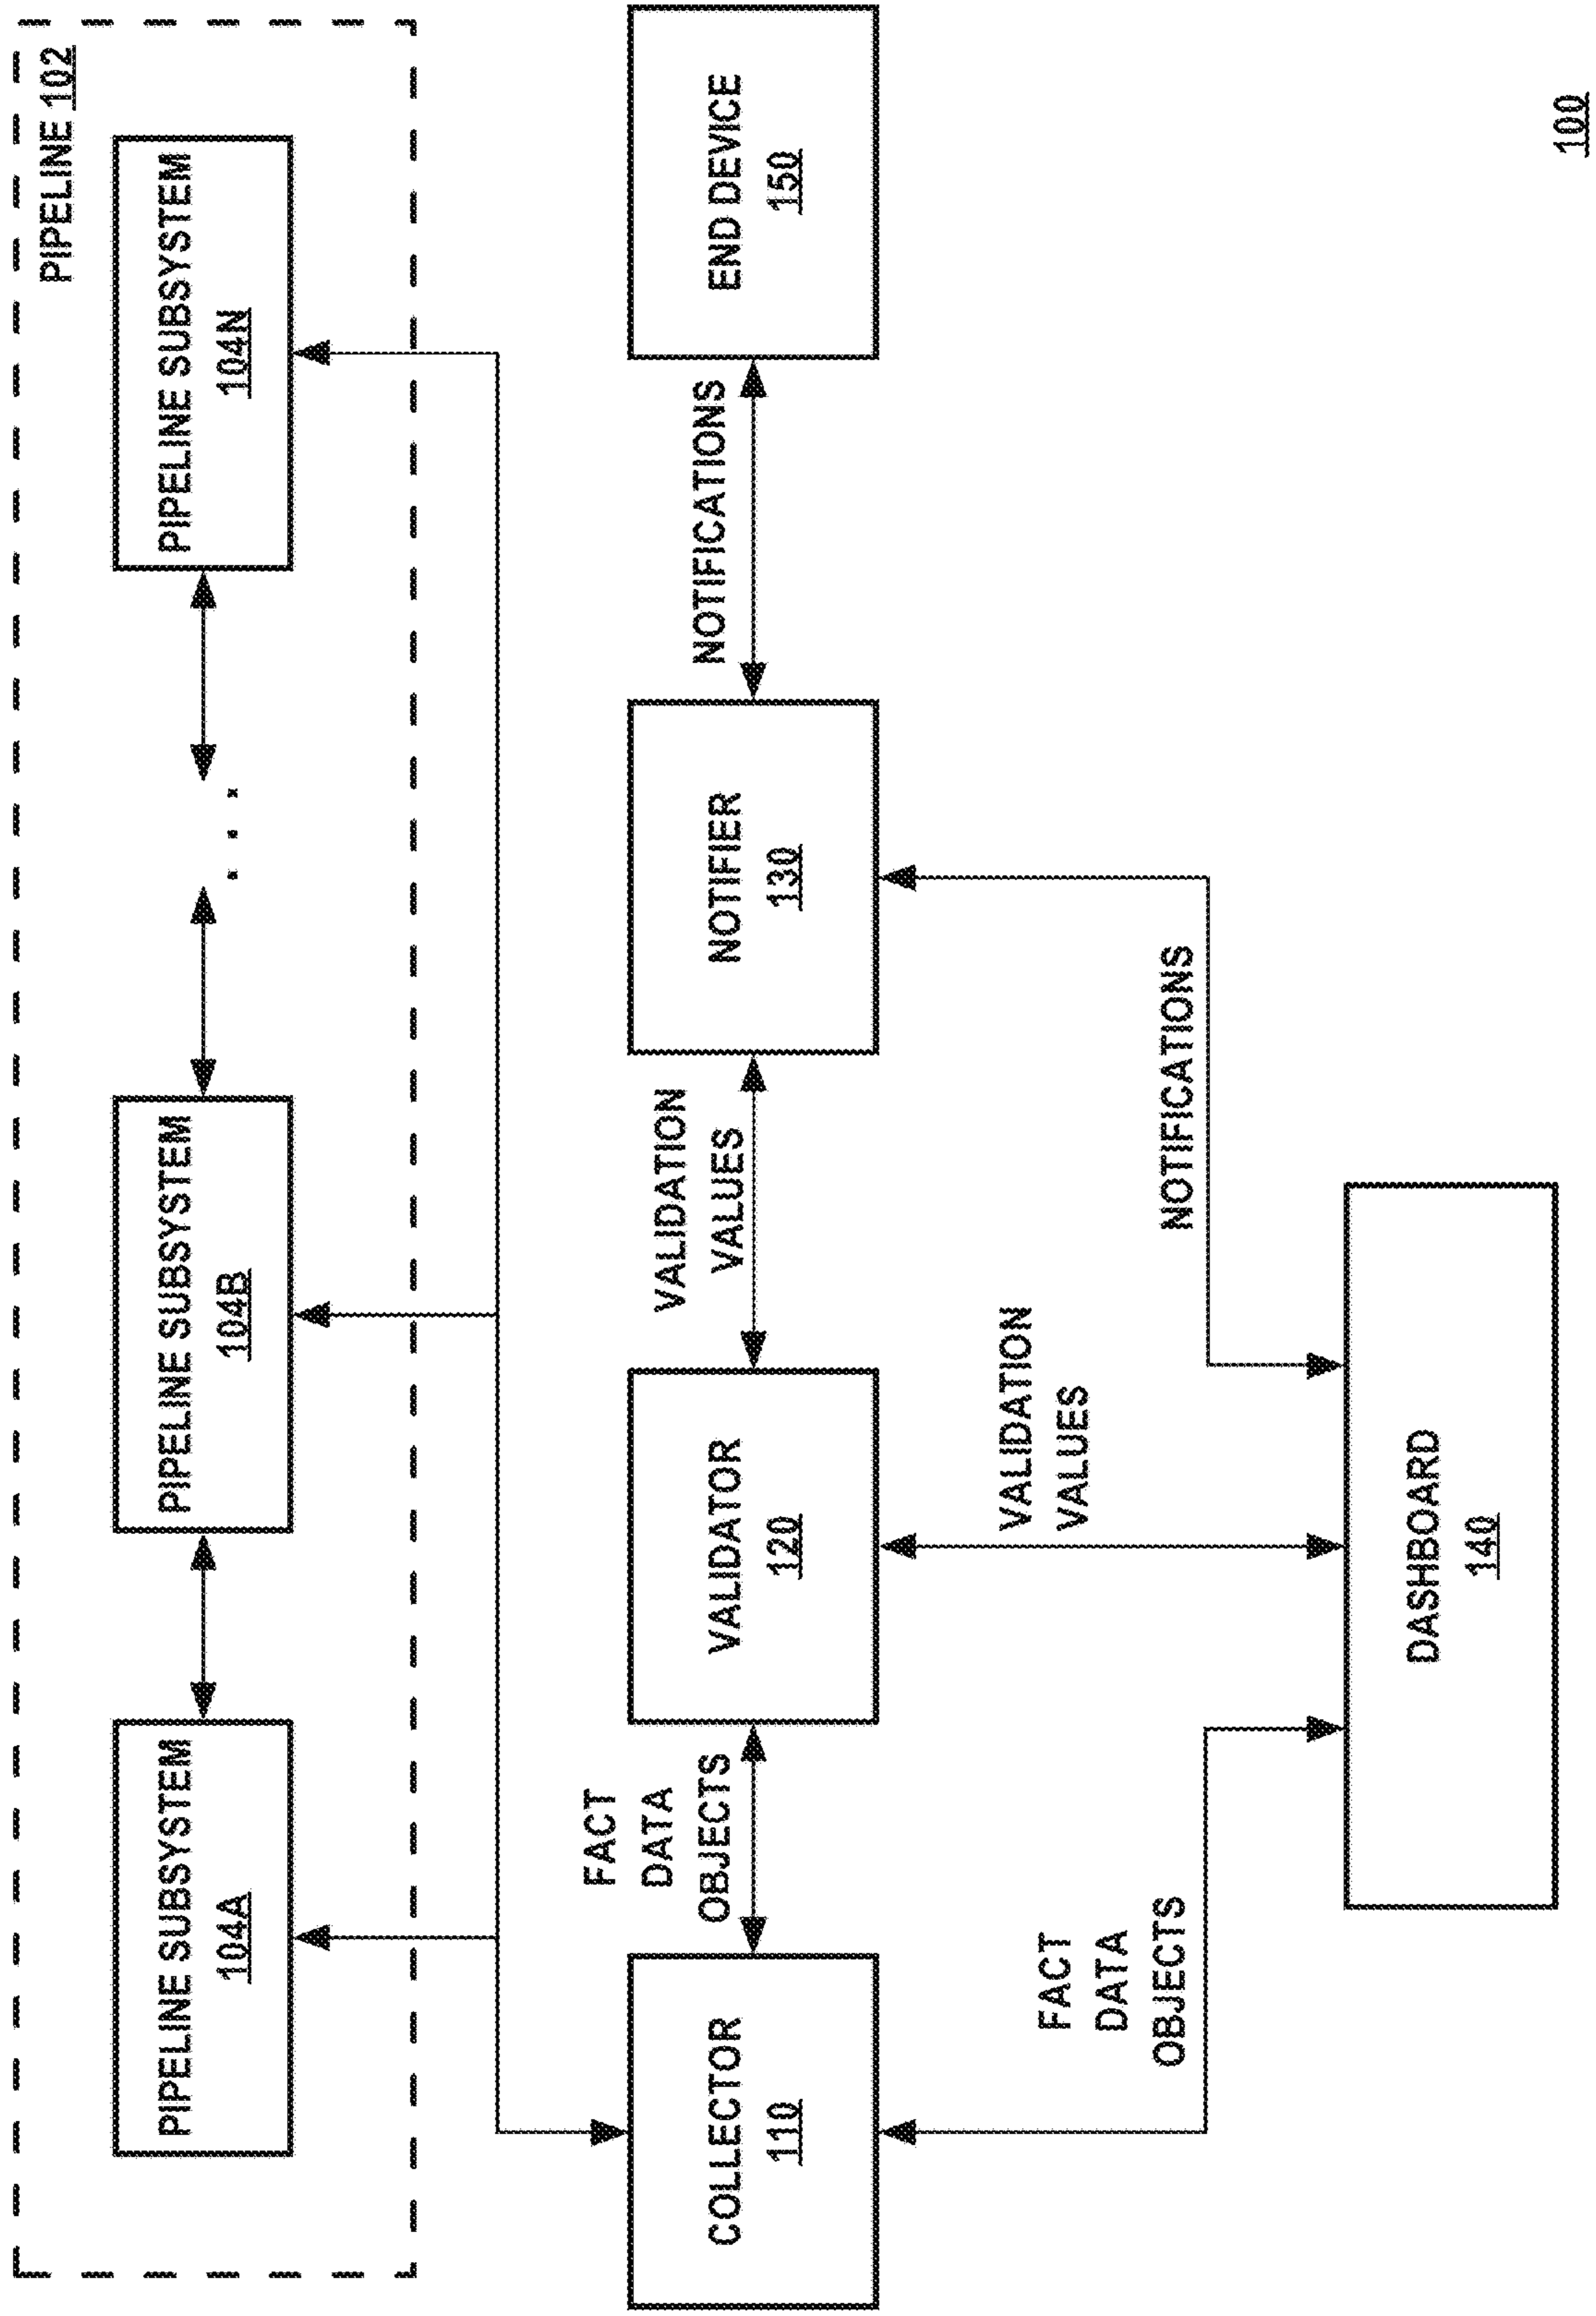 PIPELINE 102
PIPELINE SUBSYSTEM
104A
PIPELINE SUBSYSTEM
104B
. . .
PIPELINE SUBSYSTEM
104N
FACT
DATA
OBJECTS
VALIDATION
VALUES
NOTIFICATIONS
COLLECTOR
110
VALIDATOR
120
NOTIFIER
130
END DEVICE
150
FACT
DATA
OBJECTS
VALIDATION
VALUES
NOTIFICATIONS
DASHBOARD
140
100